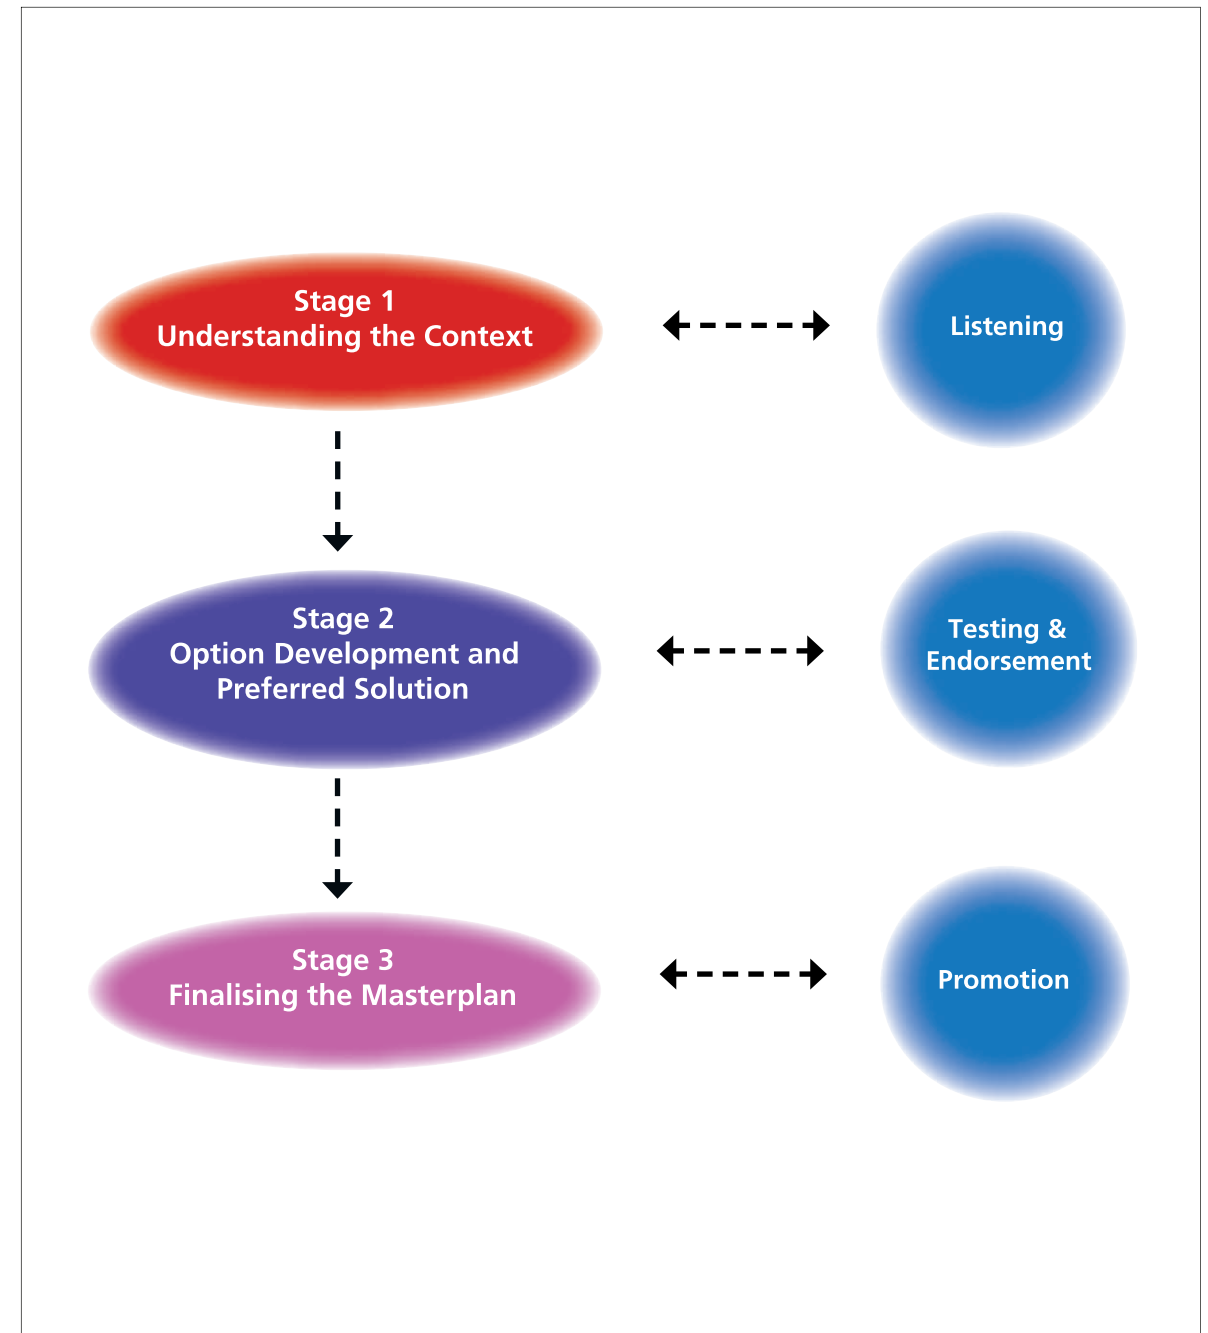 Stage 1
Understanding the Context
Listening
Stage 2
Option Development and
Preferred Solution
Testing &
Endorsement
Stage 3
Finalising the Masterplan
Promotion